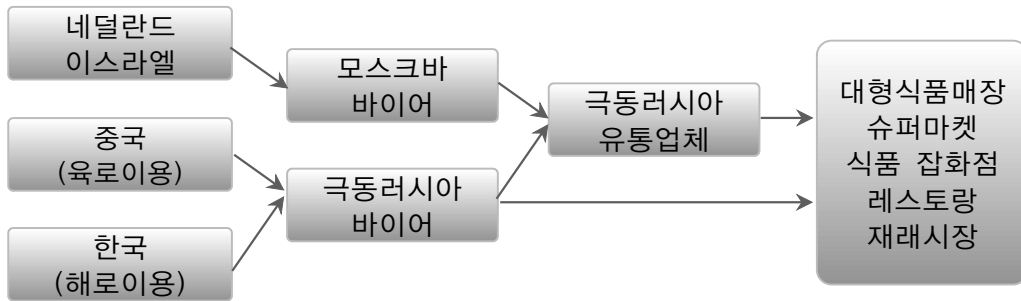 네덜란드
이스라엘
중국
(육로이용)
한국
(해로이용)
모스크바
바이어
극동러시아
바이어
극동러시아
유통업체
대형식품매장
슈퍼마켓
식품 잡화점
레스토랑
재래시장